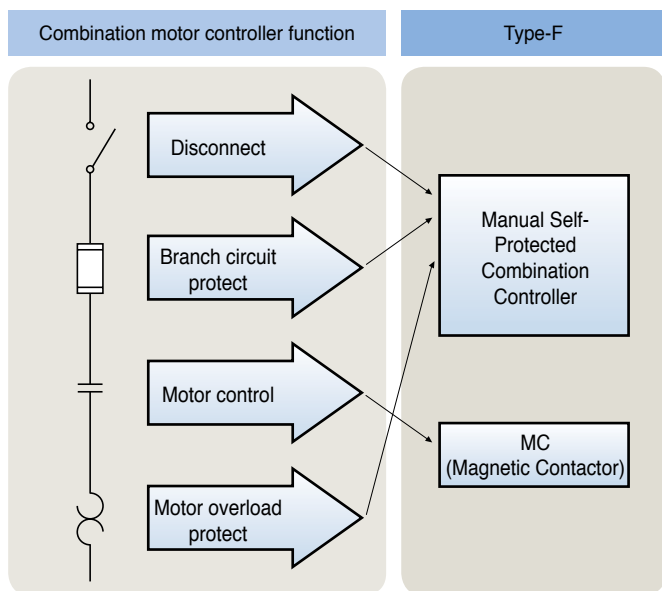 Combination motor controller function
Type-F
Disconnect
Branch circuit
protect
Motor control
Motor overload
protect
Manual Self-
Protected
Combination
Controller
MC
(Magnetic Contactor)